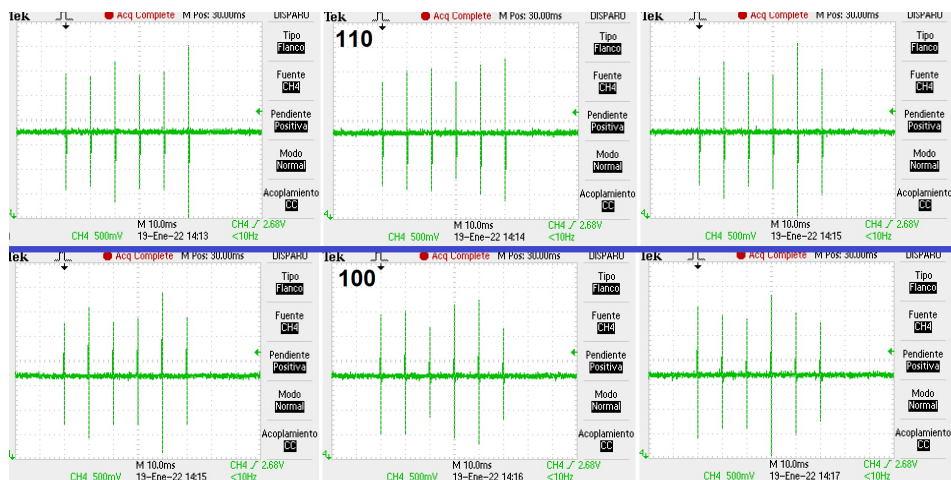 Tek Acq Complete M Pos: 30.00ms DISPARO
Tipo
Flanco
Fuente
CH4
Pendiente
Positiva
Modo
Normal
Acoplamiento
CC
4
M 10.0ms CH4 2.68V
CH4 500mV 19-Ene-22 14:13 <10Hz
Tek Acq Complete M Pos: 30.00ms DISPARO
110
Tipo
Flanco
Fuente
CH4
Pendiente
Positiva
Modo
Normal
Acoplamiento
CC
4
M 10.0ms CH4 2.68V
CH4 500mV 19-Ene-22 14:14 <10Hz
Tek Acq Complete M Pos: 30.00ms DISPARO
Tipo
Flanco
Fuente
CH4
Pendiente
Positiva
Modo
Normal
Acoplamiento
CC
4
M 10.0ms CH4 2.68V
CH4 500mV 19-Ene-22 14:15 <10Hz
Tek Acq Complete M Pos: 30.00ms DISPARO
Tipo
Flanco
Fuente
CH4
Pendiente
Positiva
Modo
Normal
Acoplamiento
CC
4
M 10.0ms CH4 2.68V
CH4 500mV 19-Ene-22 14:15 <10Hz
Tek Acq Complete M Pos: 30.00ms DISPARO
100
Tipo
Flanco
Fuente
CH4
Pendiente
Positiva
Modo
Normal
Acoplamiento
CC
4
M 10.0ms CH4 2.68V
CH4 500mV 19-Ene-22 14:16 <10Hz
Tek Acq Complete M Pos: 30.00ms DISPARO
Tipo
Flanco
Fuente
CH4
Pendiente
Positiva
Modo
Normal
Acoplamiento
CC
4
M 10.0ms CH4 2.68V
CH4 500mV 19-Ene-22 14:17 <10Hz